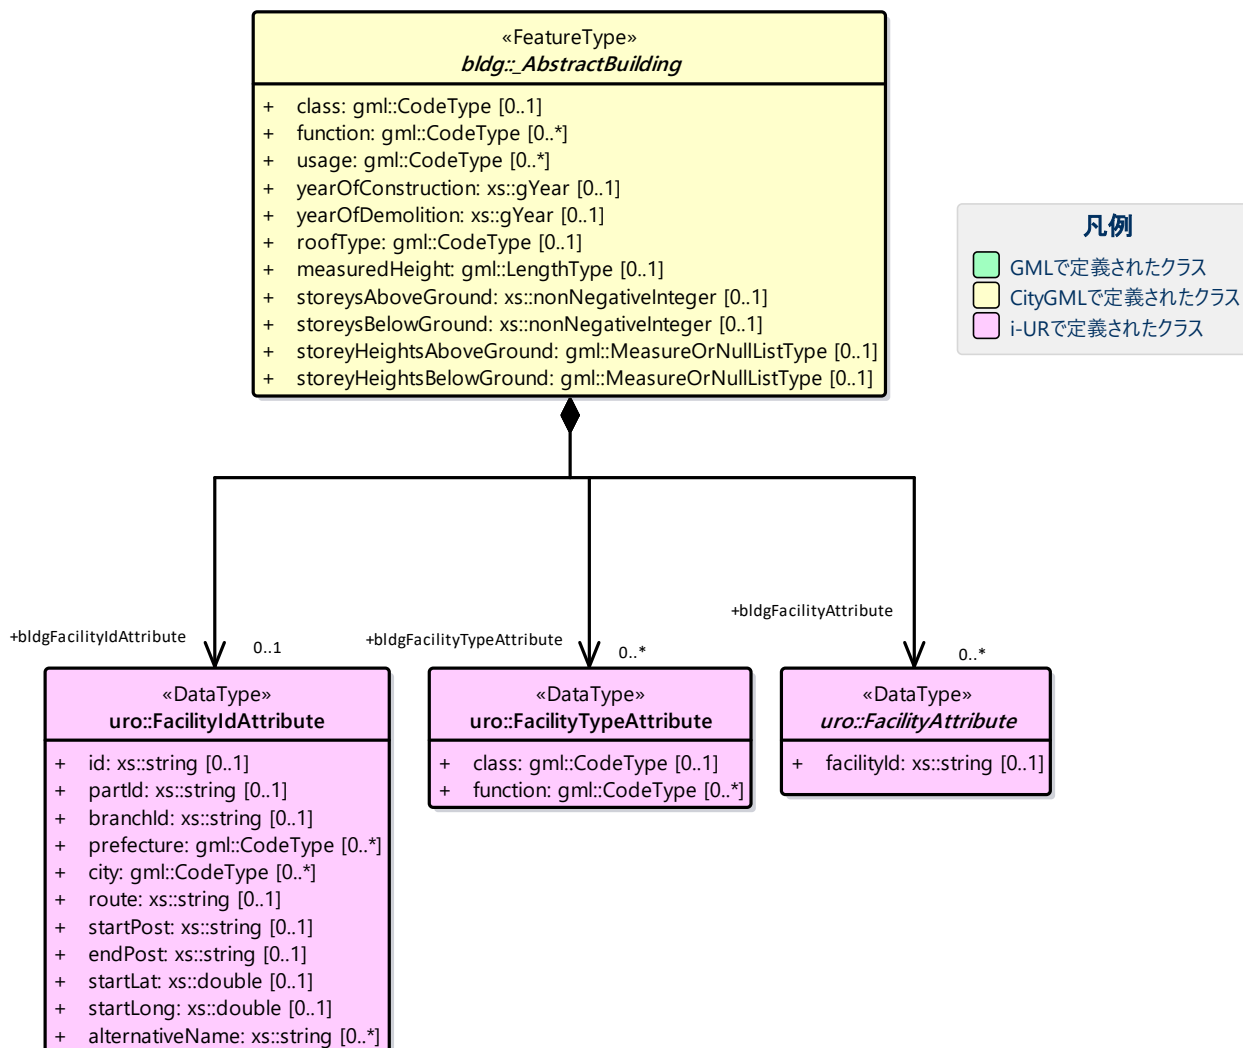 «FeatureType»
bldg::_AbstractBuilding
+ class: gml::CodeType [0..1]
+ function: gml::CodeType [0..*]
+ usage: gml::CodeType [0..*]
+ yearOfConstruction: xs::gYear [0..1]
+ yearOfDemolition: xs::gYear [0..1]
+ roofType: gml::CodeType [0..1]
+ measuredHeight: gml::LengthType [0..1]
+ storeysAboveGround: xs::nonNegativeInteger [0..1]
+ storeysBelowGround: xs::nonNegativeInteger [0..1]
+ storeyHeightsAboveGround: gml::MeasureOrNullListType [0..1]
+ storeyHeightsBelowGround: gml::MeasureOrNullListType [0..1]
凡例
GMLで定義されたクラス
CityGMLで定義されたクラス
i-URで定義されたクラス
+bldgFacilityIdAttribute
0..1
+bldgFacilityTypeAttribute
0..*
+bldgFacilityAttribute
0..*
«DataType»
uro::FacilityIdAttribute
+ id: xs::string [0..1]
+ partId: xs::string [0..1]
+ branchId: xs::string [0..1]
+ prefecture: gml::CodeType [0..*]
+ city: gml::CodeType [0..*]
+ route: xs::string [0..1]
+ startPost: xs::string [0..1]
+ endPost: xs::string [0..1]
+ startLat: xs::double [0..1]
+ startLong: xs::double [0..1]
+ alternativeName: xs::string [0..*]
«DataType»
uro::FacilityTypeAttribute
+ class: gml::CodeType [0..1]
+ function: gml::CodeType [0..*]
«DataType»
uro::FacilityAttribute
+ facilityId: xs::string [0..1]